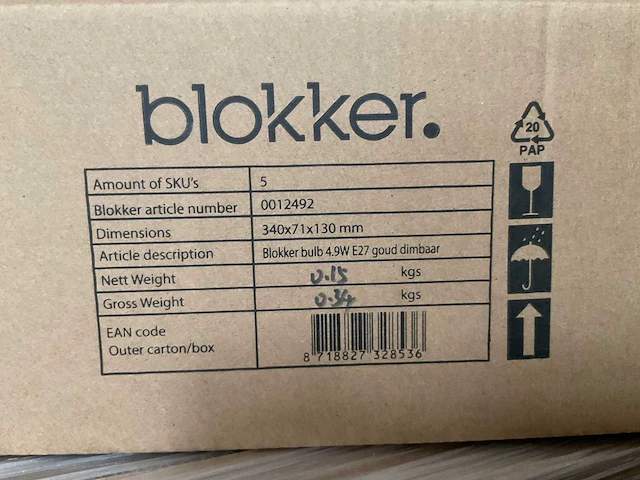 blokker.
20
PAP
Amount of SKU's 5
Blokker article number 0012492
Dimensions 340x71x130 mm
Article description Blokker bulb 4.9W E27 goud dimbaar
Nett Weight 0.15 kgs
Gross Weight 0.34 kgs
EAN code
Outer carton/box
8 718827 328536